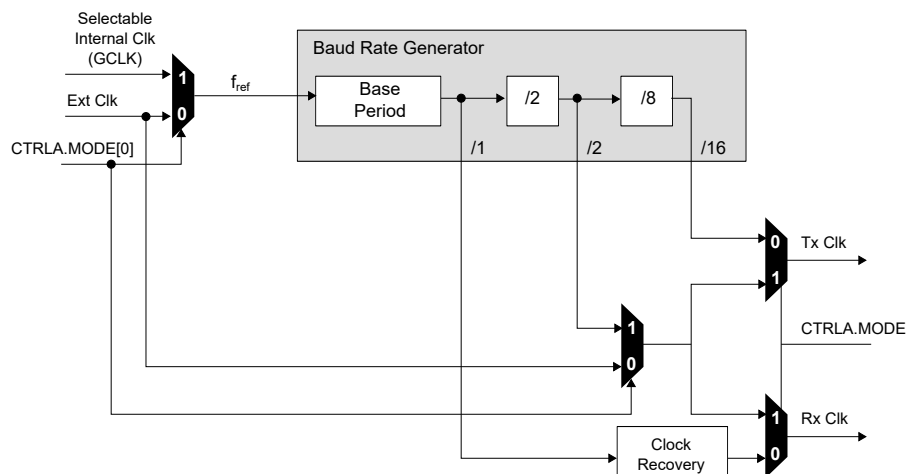 Selectable
Internal Clk
(GCLK)
Baud Rate Generator
1
f_ref
Base
Period
/2
/8
Ext Clk
0
CTRLA.MODE[0]
/1
/2
/16
0
Tx Clk
1
1
CTRLA.MODE
0
1
Rx Clk
0
Clock
Recovery